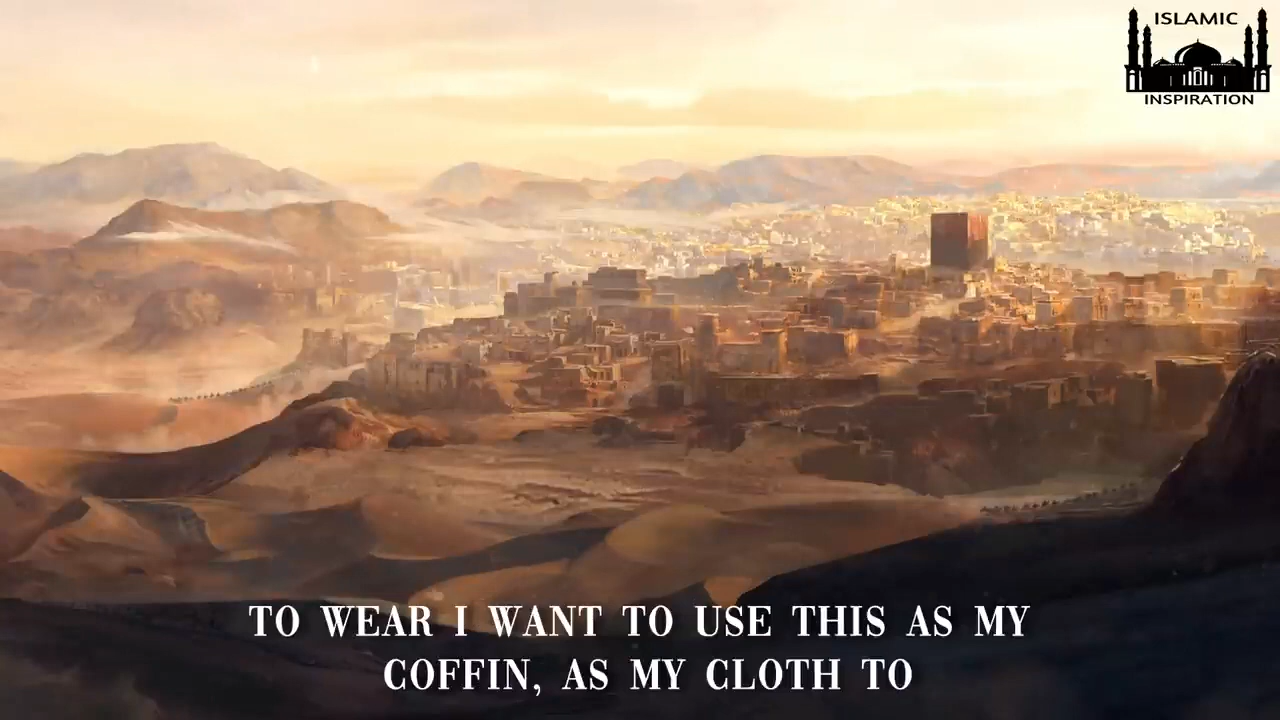 ISLAMIC
INSPIRATION
TO WEAR I WANT TO USE THIS AS MY
COFFIN, AS MY CLOTH TO